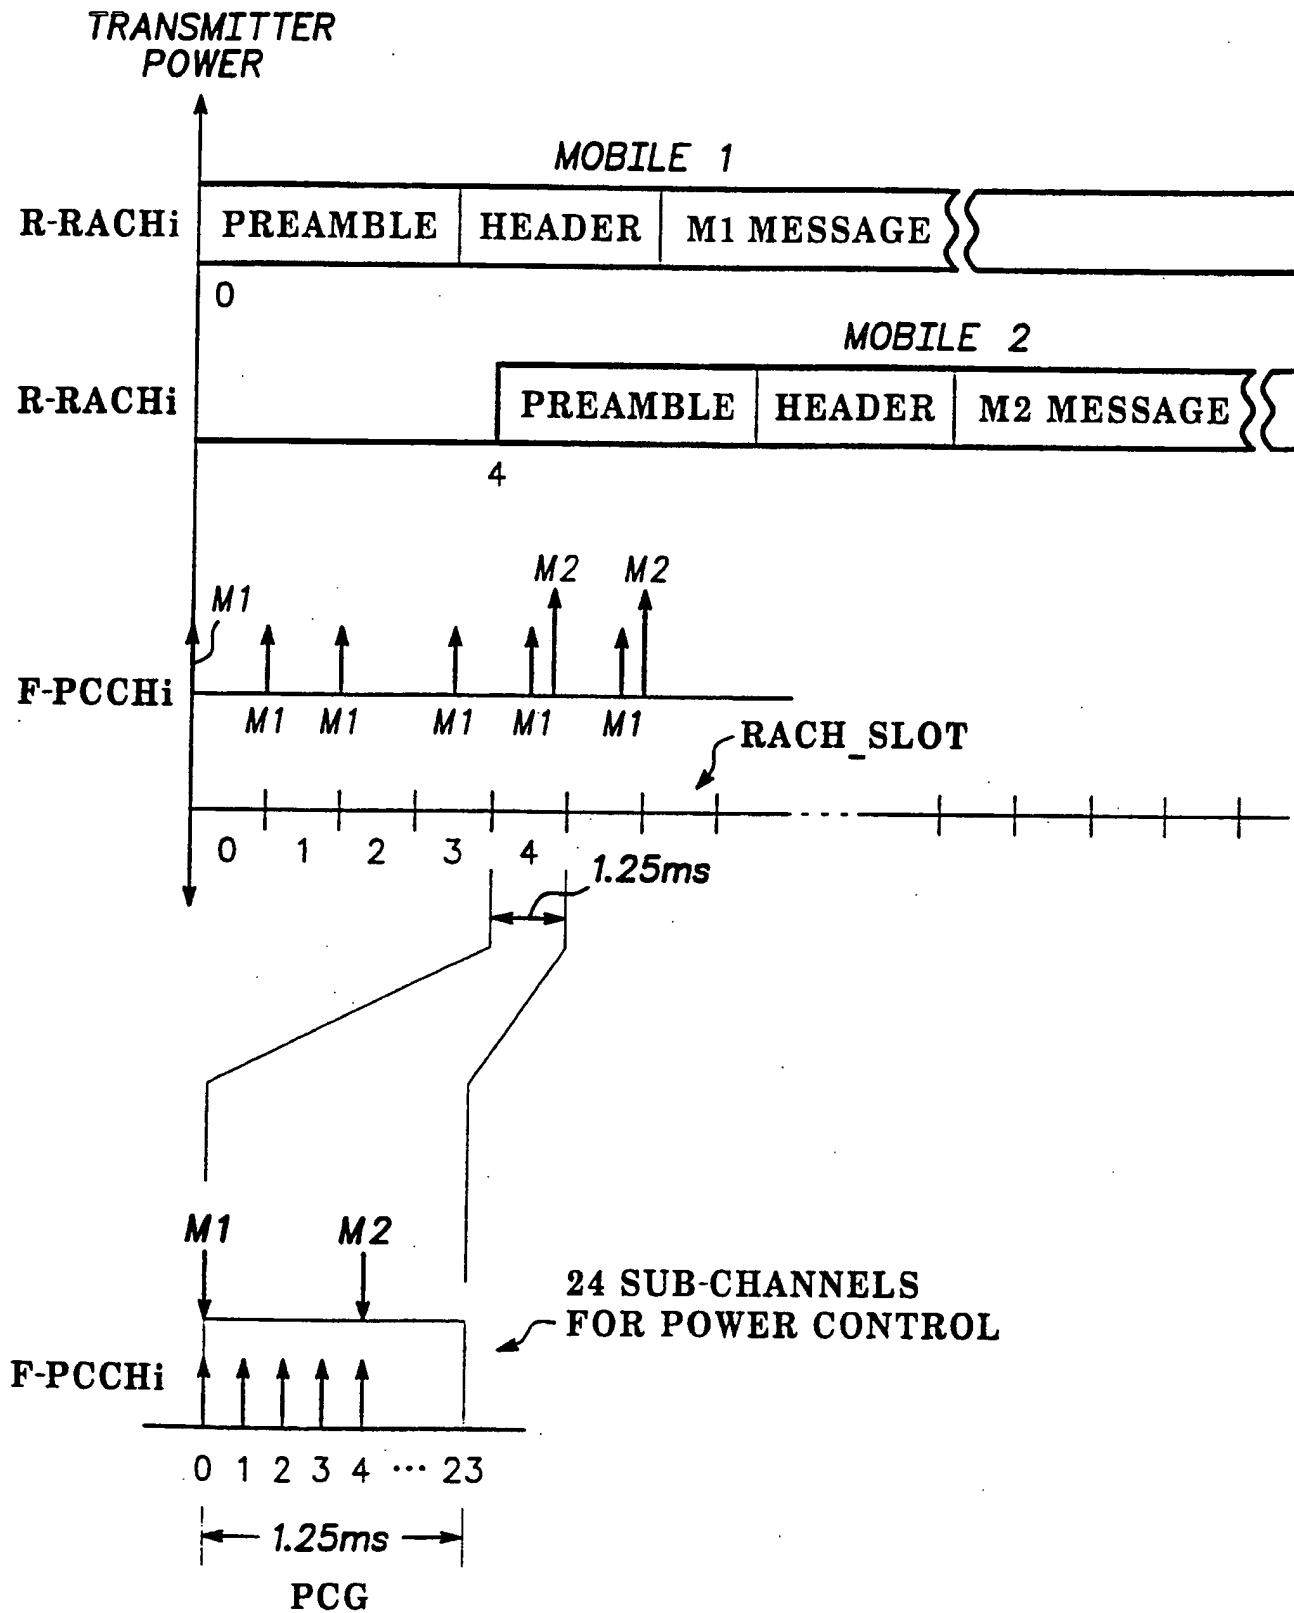 TRANSMITTER
POWER
MOBILE 1
R-RACHi
PREAMBLE
HEADER
M1 MESSAGE
0
MOBILE 2
R-RACHi
PREAMBLE
HEADER
M2 MESSAGE
4
M1
M2
M2
F-PCCHi
M1
M1
M1
M1
M1
RACH_SLOT
0
1
2
3
4
1.25ms
M1
M2
24 SUB-CHANNELS
FOR POWER CONTROL
F-PCCHi
0 1 2 3 4 ··· 23
1.25ms
PCG